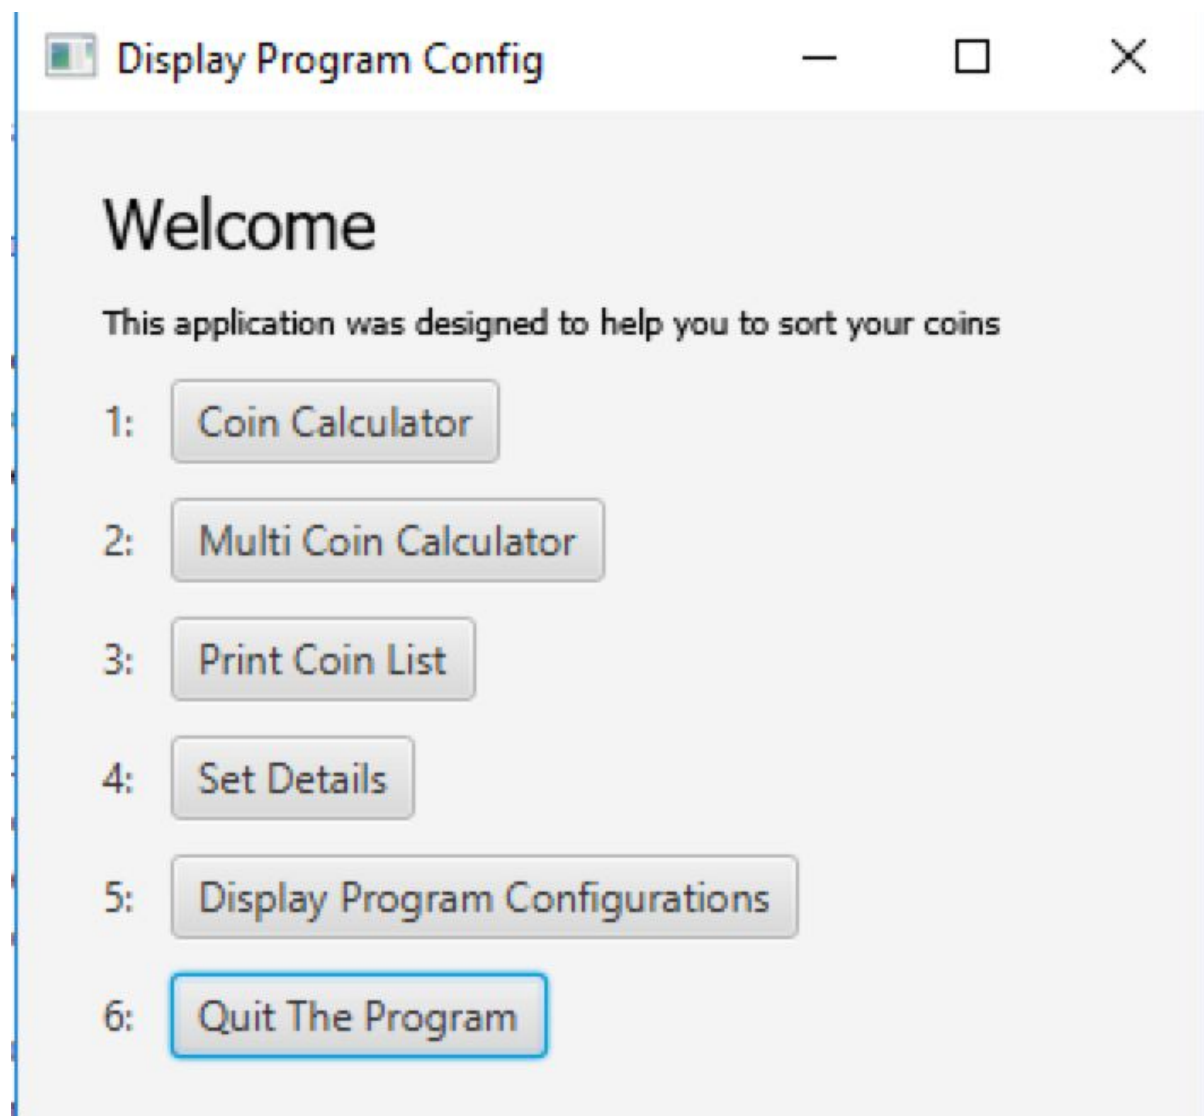 Display Program Config
Welcome
This application was designed to help you to sort your coins
1: Coin Calculator
2: Multi Coin Calculator
3: Print Coin List
4: Set Details
5: Display Program Configurations
6: Quit The Program